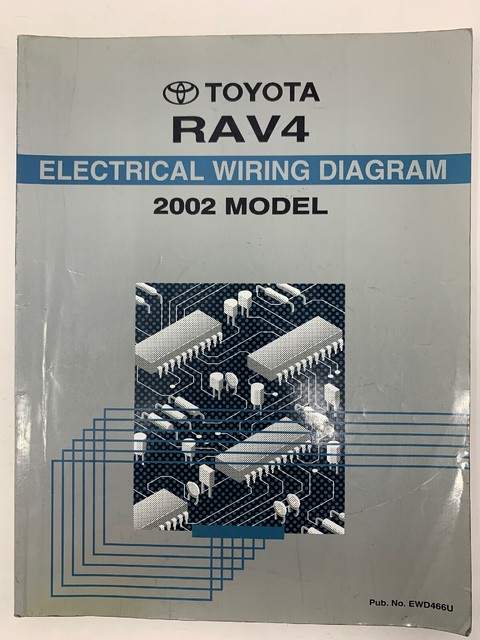 TOYOTA
RAV4
ELECTRICAL WIRING DIAGRAM
2002 MODEL
Pub. No. EWD466U